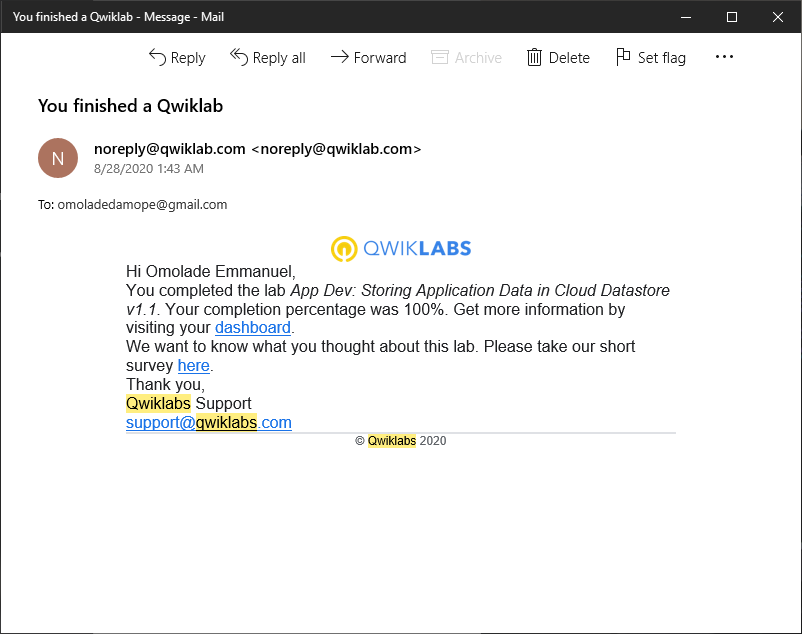 You finished a Qwiklab - Message - Mail
Reply
Reply all
Forward
Archive
Delete
Set flag
You finished a Qwiklab
N
noreply@qwiklab.com <noreply@qwiklab.com>
8/28/2020 1:43 AM
To: omoladedamope@gmail.com
QWIKLABS
Hi Omolade Emmanuel,
You completed the lab App Dev: Storing Application Data in Cloud Datastore
v1.1. Your completion percentage was 100%. Get more information by
visiting your dashboard.
We want to know what you thought about this lab. Please take our short
survey here.
Thank you,
Qwiklabs Support
support@qwiklabs.com
© Qwiklabs 2020